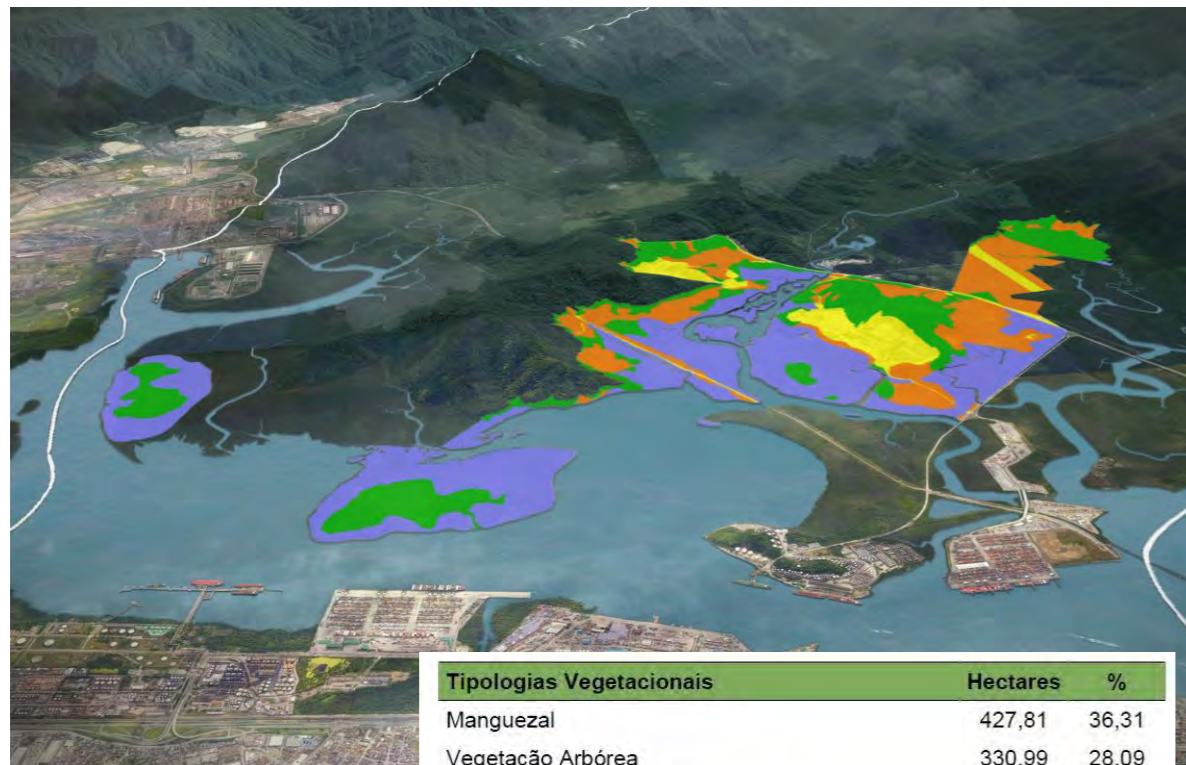 Tipologias Vegetacionais Hectares %
Manguezal 427,81 36,31
Vegetação Arbórea 330,99 28,09